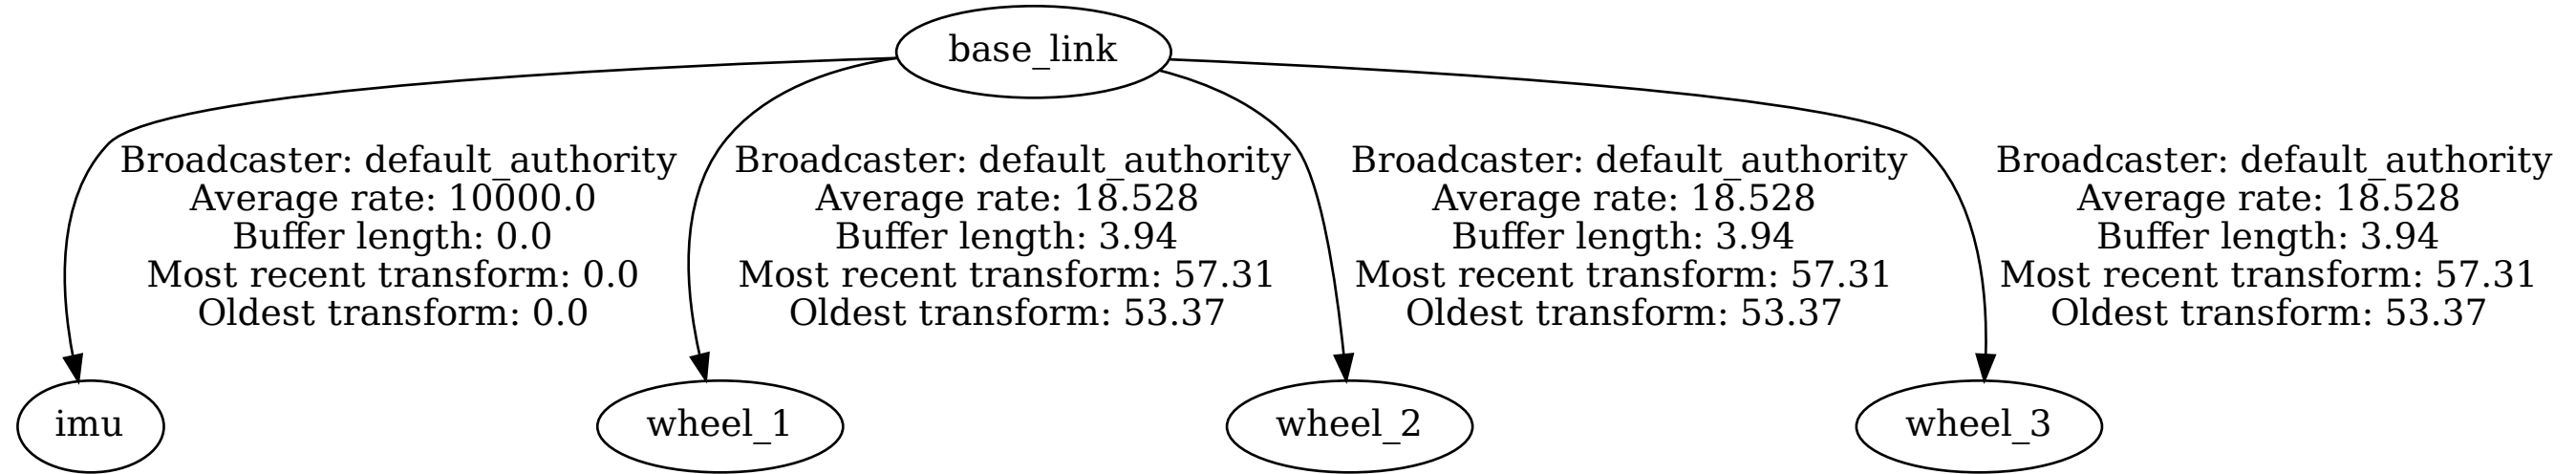 base_link
Broadcaster: default_authority
Average rate: 10000.0
Buffer length: 0.0
Most recent transform: 0.0
Oldest transform: 0.0
Broadcaster: default_authority
Average rate: 18.528
Buffer length: 3.94
Most recent transform: 57.31
Oldest transform: 53.37
Broadcaster: default_authority
Average rate: 18.528
Buffer length: 3.94
Most recent transform: 57.31
Oldest transform: 53.37
Broadcaster: default_authority
Average rate: 18.528
Buffer length: 3.94
Most recent transform: 57.31
Oldest transform: 53.37
imu
wheel_1
wheel_2
wheel_3